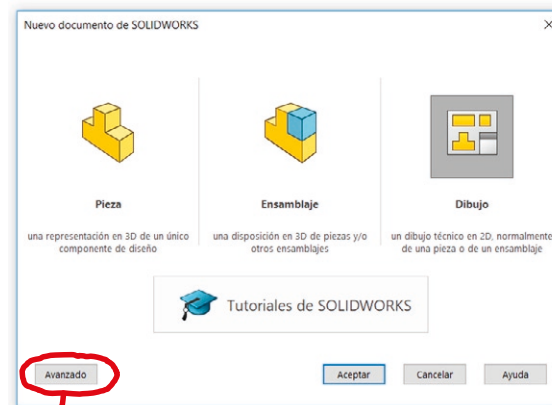 Nuevo documento de SOLIDWORKS
Pieza
una representación en 3D de un único
componente de diseño
Ensamblaje
una disposición en 3D de piezas y/o
otros ensamblajes
Dibujo
un dibujo técnico en 2D, normalmente
de una pieza o de un ensamblaje
Tutoriales de SOLIDWORKS
Avanzado
Aceptar
Cancelar
Ayuda